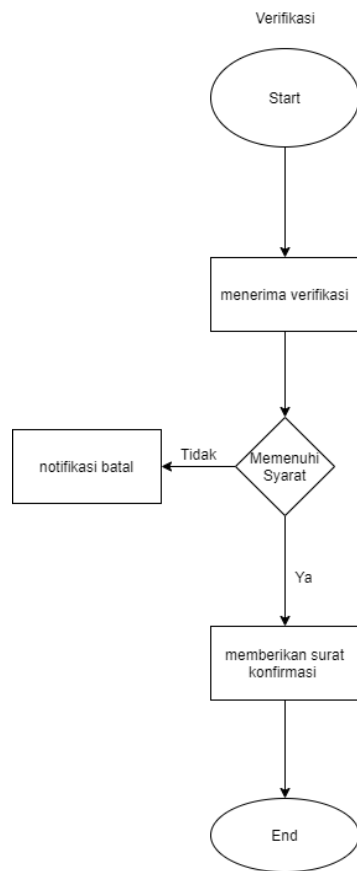 Verifikasi
Start
menerima verifikasi
Memenuhi
Syarat
Tidak
notifikasi batal
Ya
memberikan surat
konfirmasi
End